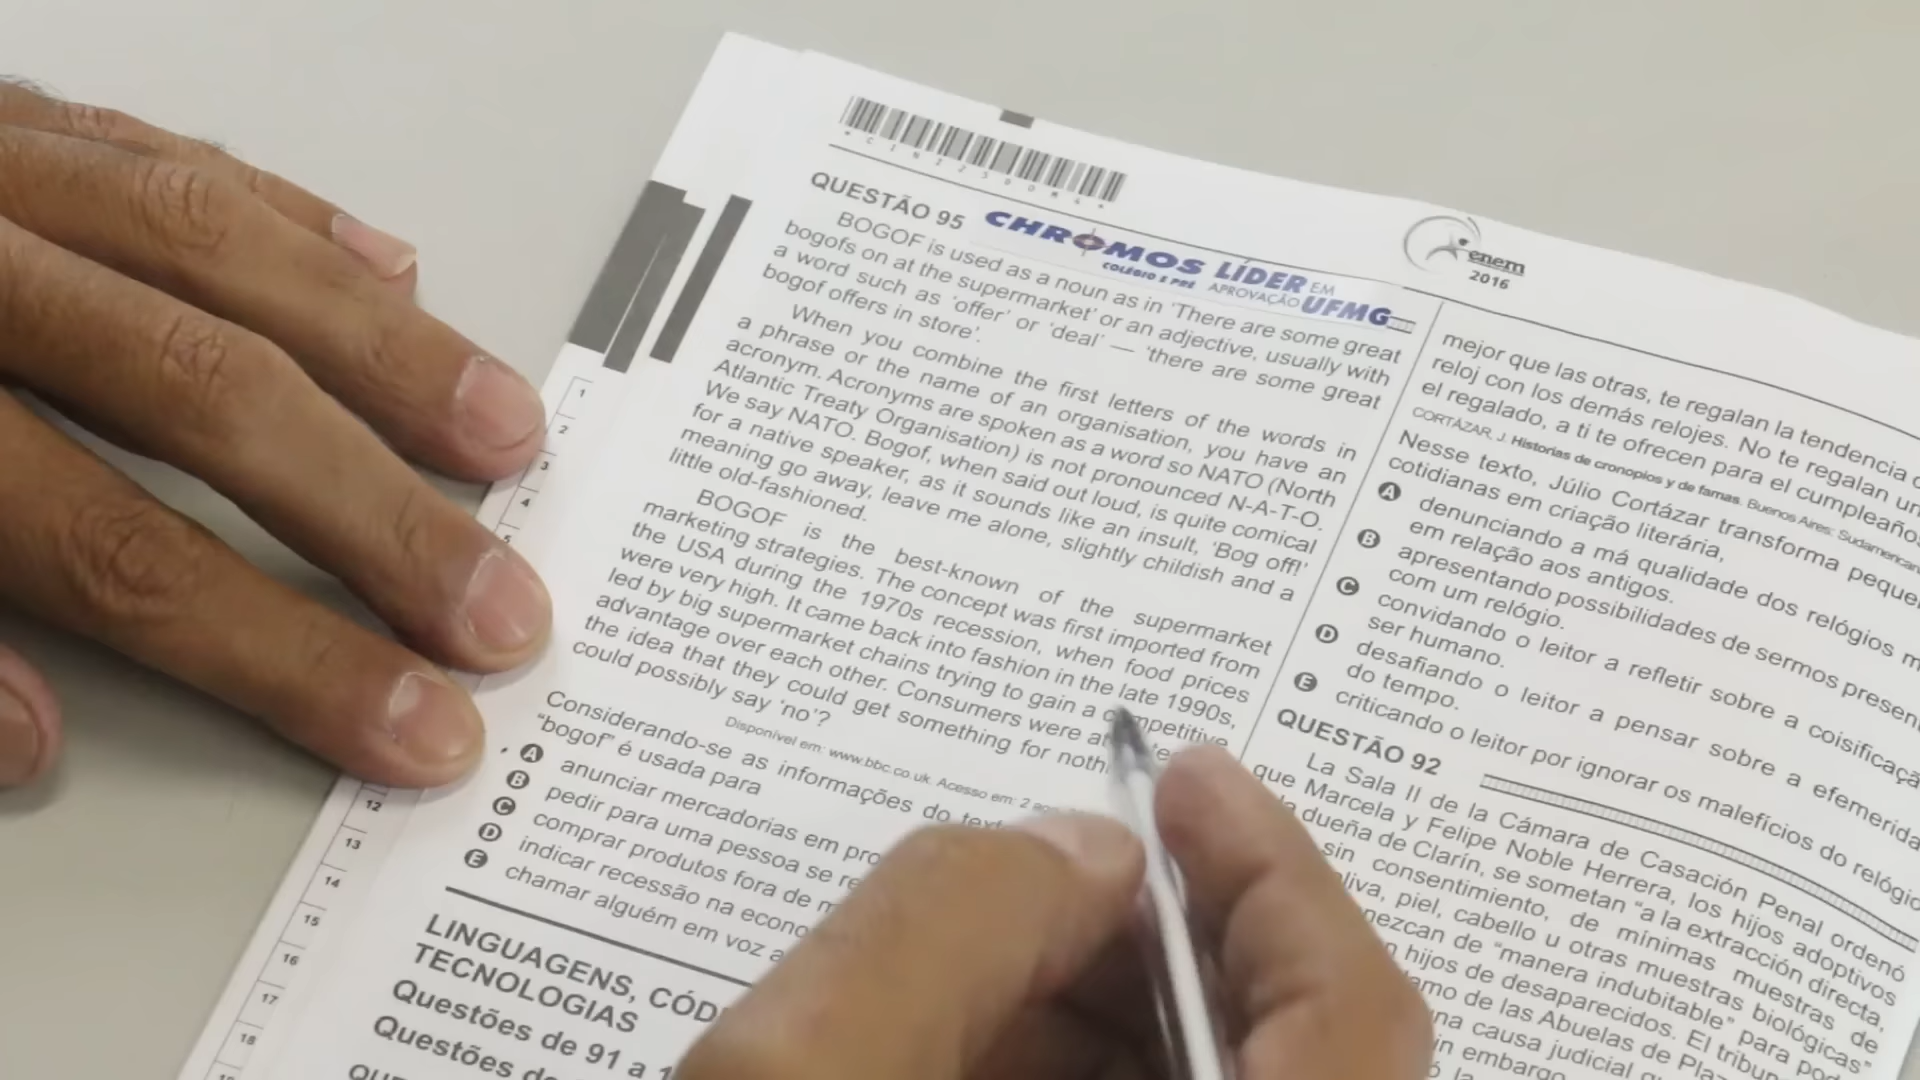 *CIN2250DM4*
QUESTÃO 95
CHROMOS LÍDER EM
COLÉGIO E PRÉ APROVAÇÃO UFMG
BOGOF is used as a noun as in 'There are some great
bogofs on at the supermarket' or an adjective, usually with
a word such as 'offer' or 'deal' — 'there are some great
bogof offers in store'.
When you combine the first letters of the words in
a phrase or the name of an organisation, you have an
acronym. Acronyms are spoken as a word so NATO (North
Atlantic Treaty Organisation) is not pronounced N-A-T-O.
We say NATO. Bogof, when said out loud, is quite comical
for a native speaker, as it sounds like an insult, 'Bog off!'
meaning go away, leave me alone, slightly childish and a
little old-fashioned.
BOGOF is the best-known of the supermarket
marketing strategies. The concept was first imported from
the USA during the 1970s recession, when food prices
were very high. It came back into fashion in the late 1990s,
led by big supermarket chains trying to gain a competitive
advantage over each other. Consumers were
the idea that they could get something for
could possibly say 'no'?
Disponível em: www.bbc.co.uk. Acesso em: 2
Considerando-se as informações do
"bogof" é usada para
A anunciar mercadorias em
B pedir para uma pessoa se
C comprar produtos fora de
D indicar recessão na
E chamar alguém em voz
LINGUAGENS,
TECNOLOGIAS
Questões de 91 a
Questões
enem
2016
mejor que las otras, te regalan la tendencia
reloj con los demás relojes. No te regalan un
el regalado, a ti te ofrecen para el cumpleaños
CORTÁZAR, J. Historias de cronopios y de famas. Buenos Aires: Sudamericana
Nesse texto, Júlio Cortázar transforma
cotidianas em criação literária,
A denunciando a má qualidade dos relógios
em relação aos antigos.
B apresentando possibilidades de sermos
com um relógio.
C convidando o leitor a refletir sobre a
ser humano.
D desafiando o leitor a pensar sobre a
do tempo.
E criticando o leitor por ignorar os malefícios do
QUESTÃO 92
La Sala II de la Cámara de Casación Penal ordenó
que Marcela y Felipe Noble Herrera, los hijos adoptivos
dueña de Clarín, se sometan "a la extracción directa,
sin consentimiento, de mínimas muestras de
piel, cabello u otras muestras biológicas"
de "manera indubitable" para
hijos de desaparecidos. El
de las Abuelas de
causa judicial
embargo
la
1
2
3
4
5
12
13
14
15
16
17
18